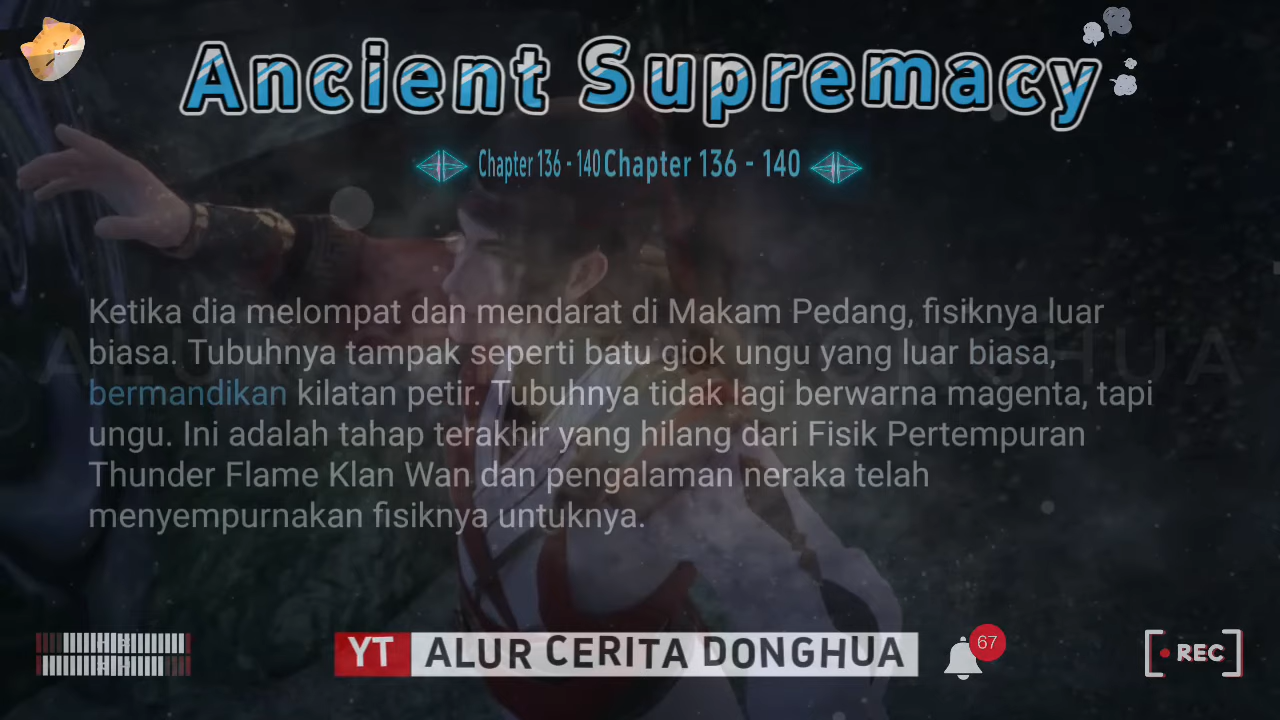 Ancient Supremacy
Chapter 136 - 140 Chapter 136 - 140
Ketika dia melompat dan mendarat di Makam Pedang, fisiknya luar
biasa. Tubuhnya tampak seperti batu giok ungu yang luar biasa,
bermandikan kilatan petir. Tubuhnya tidak lagi berwarna magenta, tapi
ungu. Ini adalah tahap terakhir yang hilang dari Fisik Pertempuran
Thunder Flame Klan Wan dan pengalaman neraka telah
menyempurnakan fisiknya untuknya.
YT ALUR CERITA DONGHUA
67
REC